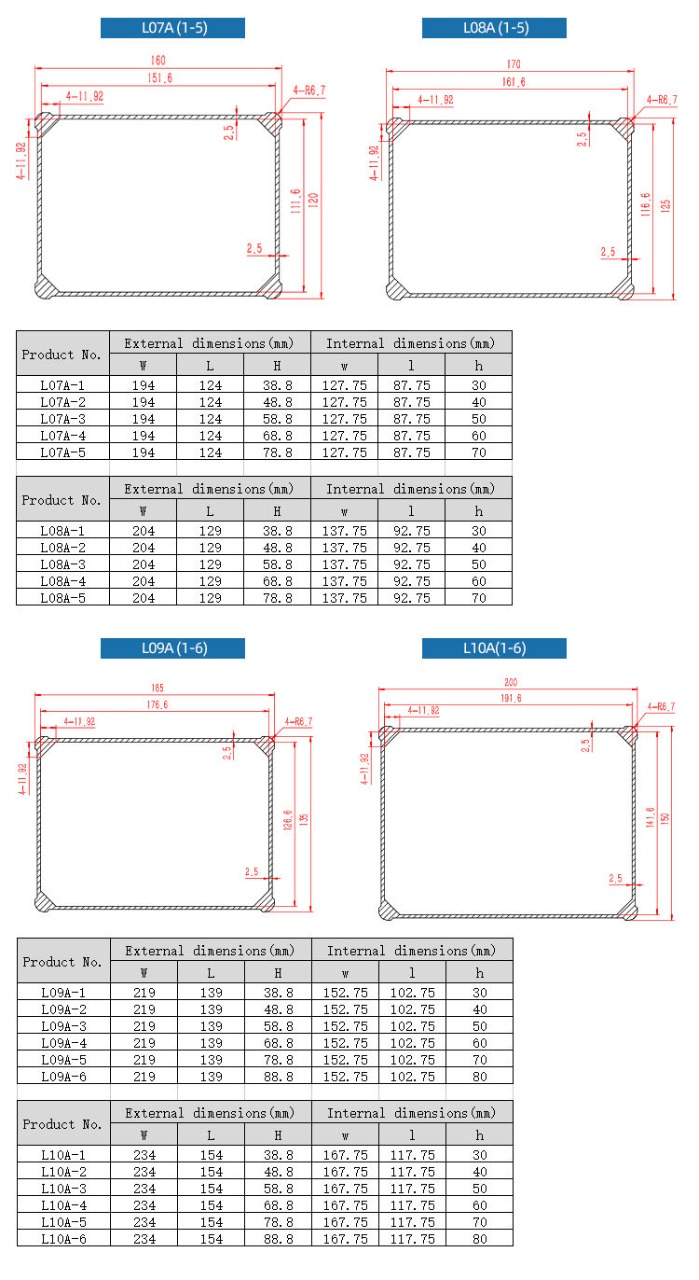 L07A (1-5)
L08A (1-5)
160
151.6
4-11.92
4-R6.7
4-11.92
2.5
111.6
120
2.5
170
161.6
4-11.92
4-R6.7
4-11.92
2.5
116.6
125
2.5
Product No. External dimensions(mm) Internal dimensions(mm)
W L H w l h
L07A-1 194 124 38.8 127.75 87.75 30
L07A-2 194 124 48.8 127.75 87.75 40
L07A-3 194 124 58.8 127.75 87.75 50
L07A-4 194 124 68.8 127.75 87.75 60
L07A-5 194 124 78.8 127.75 87.75 70
Product No. External dimensions(mm) Internal dimensions(mm)
W L H w l h
L08A-1 204 129 38.8 137.75 92.75 30
L08A-2 204 129 48.8 137.75 92.75 40
L08A-3 204 129 58.8 137.75 92.75 50
L08A-4 204 129 68.8 137.75 92.75 60
L08A-5 204 129 78.8 137.75 92.75 70
L09A (1-6)
L10A(1-6)
185
176.6
4-11.92
4-R6.7
4-11.92
2.5
126.6
135
2.5
200
191.6
4-11.92
4-R6.7
4-11.92
2.5
141.6
150
2.5
Product No. External dimensions(mm) Internal dimensions(mm)
W L H w l h
L09A-1 219 139 38.8 152.75 102.75 30
L09A-2 219 139 48.8 152.75 102.75 40
L09A-3 219 139 58.8 152.75 102.75 50
L09A-4 219 139 68.8 152.75 102.75 60
L09A-5 219 139 78.8 152.75 102.75 70
L09A-6 219 139 88.8 152.75 102.75 80
Product No. External dimensions(mm) Internal dimensions(mm)
W L H w l h
L10A-1 234 154 38.8 167.75 117.75 30
L10A-2 234 154 48.8 167.75 117.75 40
L10A-3 234 154 58.8 167.75 117.75 50
L10A-4 234 154 68.8 167.75 117.75 60
L10A-5 234 154 78.8 167.75 117.75 70
L10A-6 234 154 88.8 167.75 117.75 80